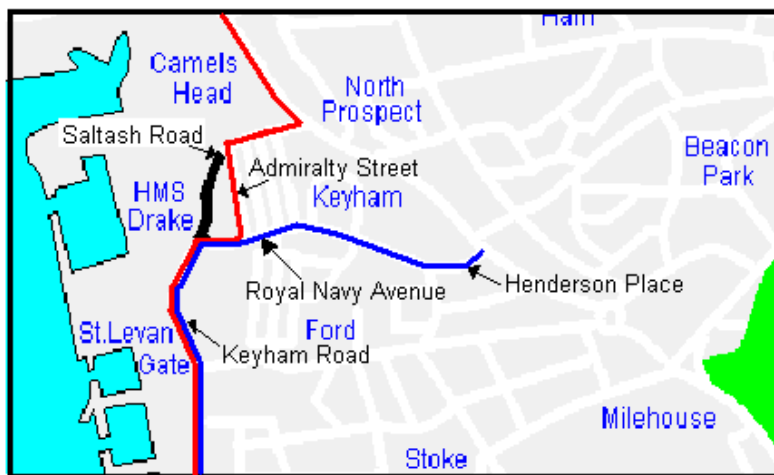 Ham
Camels
Head
North
Prospect
Saltash Road
Admiralty Street
Beacon
Park
HMS
Drake
Keyham
Royal Navy Avenue
Henderson Place
St.Levan
Gate
Ford
Keyham Road
Milehouse
Stoke